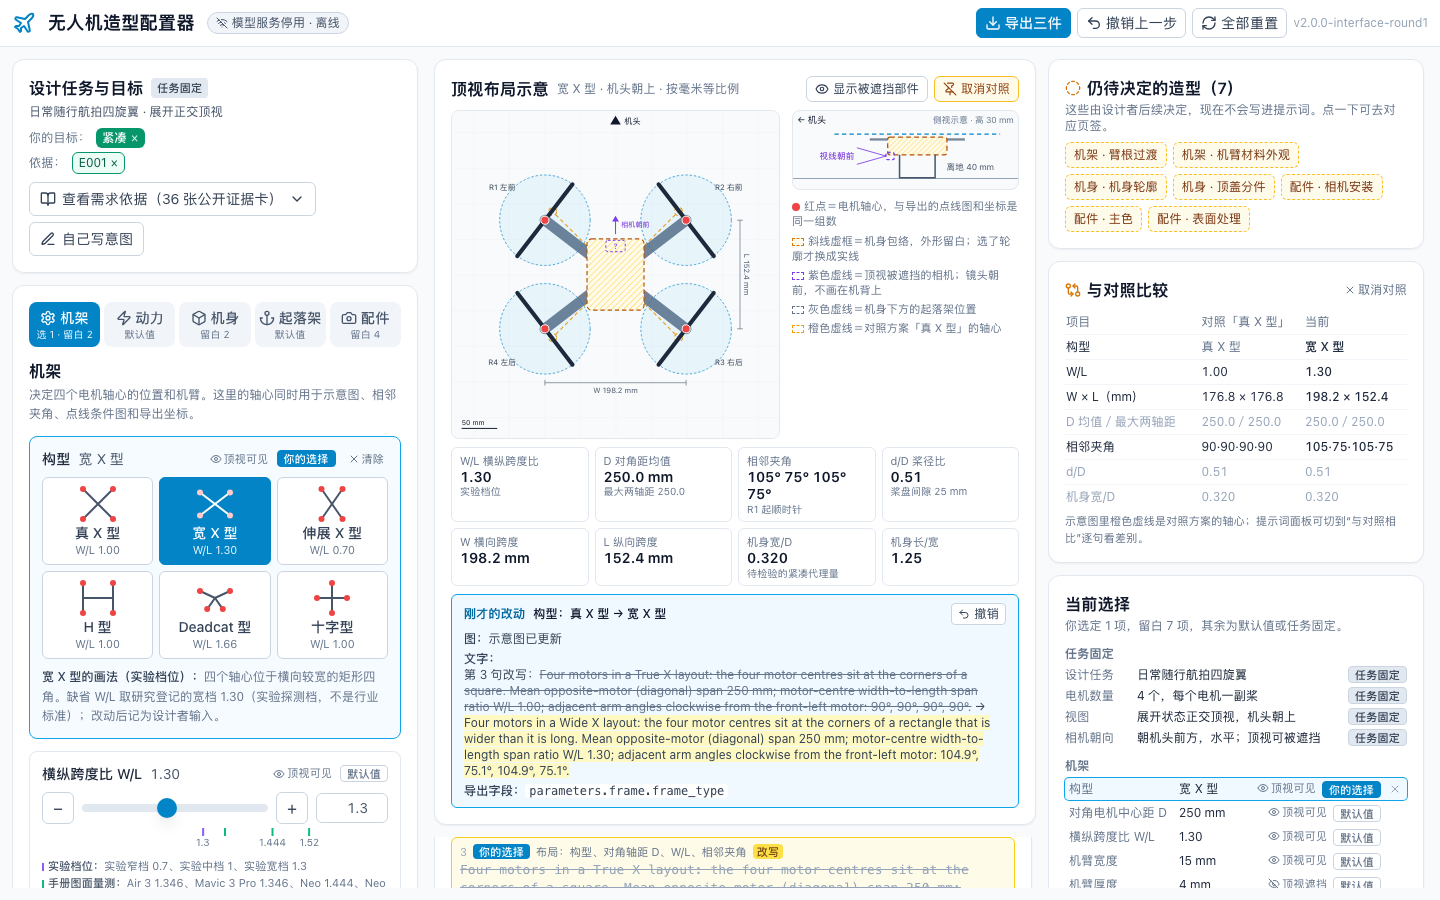 无人机造型配置器
模型服务停用 · 离线
导出三件
撤销上一步
全部重置
v2.0.0-interface-round1
设计任务与目标 任务固定
日常随行航拍四旋翼 · 展开正交顶视
你的目标： 紧凑 ×
依据： E001 ×
查看需求依据（36 张公开证据卡）
自己写意图
机架
选 1 · 留白 2
动力
默认值
机身
留白 2
起落架
默认值
配件
留白 4
机架
决定四个电机轴心的位置和机臂。这里的轴心同时用于示意图、相邻
夹角、点线条件图和导出坐标。
构型 宽 X 型 顶视可见 你的选择 × 清除
真 X 型
W/L 1.00
宽 X 型
W/L 1.30
伸展 X 型
W/L 0.70
H 型
W/L 1.00
Deadcat 型
W/L 1.66
十字型
W/L 1.00
宽 X 型的画法（实验档位）：四个轴心位于横向较宽的矩形四
角。缺省 W/L 取研究登记的宽档 1.30（实验探测档，不是行业
标准）；改动后记为设计者输入。
横纵跨度比 W/L 1.30 顶视可见 默认值
− + 1.3
1.3 1.444 1.52
实验档位：实验窄档 0.7、实验中档 1、实验宽档 1.3
手册图面量测：Air 3 1.346、Mavic 3 Pro 1.346、Neo 1.444、Neo
顶视布局示意 宽 X 型 · 机头朝上 · 按毫米等比例
显示被遮挡部件
取消对照
机头
R1 左前
R2 右前
相机朝前
?
L 152.4 mm
R4 左后
R3 右后
W 198.2 mm
50 mm
← 机头 侧视示意 · 高 30 mm
视线朝前
离地 40 mm
红点＝电机轴心，与导出的点线图和坐标是
同一组数
斜线虚框＝机身包络，外形留白；选了轮
廓才换成实线
紫色虚线＝顶视被遮挡的相机；镜头朝
前，不画在机背上
灰色虚线＝机身下方的起落架位置
橙色虚线＝对照方案「真 X 型」的轴心
W/L 横纵跨度比
1.30
实验档位
D 对角距均值
250.0 mm
最大两轴距 250.0
相邻夹角
105° 75° 105°
75°
R1 起顺时针
d/D 桨径比
0.51
桨盘间隙 25 mm
W 横向跨度
198.2 mm
L 纵向跨度
152.4 mm
机身宽/D
0.320
待检验的紧凑代理量
机身长/宽
1.25
刚才的改动 构型：真 X 型 → 宽 X 型 撤销
图：示意图已更新
文字：
第 3 句改写：Four motors in a True X layout: the four motor centres sit at the corners of a
square. Mean opposite-motor (diagonal) span 250 mm; motor-centre width-to-length span
ratio W/L 1.00; adjacent arm angles clockwise from the front-left motor: 90°, 90°, 90°, 90°. →
Four motors in a Wide X layout: the four motor centres sit at the corners of a rectangle that is
wider than it is long. Mean opposite-motor (diagonal) span 250 mm; motor-centre width-to-
length span ratio W/L 1.30; adjacent arm angles clockwise from the front-left motor: 104.9°,
75.1°, 104.9°, 75.1°.
导出字段： parameters.frame.frame_type
3 你的选择 布局：构型、对角轴距 D、W/L、相邻夹角 改写
Four motors in a True X layout: the four motor centres sit at the
corners of a square. Mean opposite-motor (diagonal) span 250 mm;
仍待决定的造型（7）
这些由设计者后续决定，现在不会写进提示词。点一下可去对
应页签。
机架 · 臂根过渡
机架 · 机臂材料外观
机身 · 机身轮廓
机身 · 顶盖分件
配件 · 相机安装
配件 · 主色
配件 · 表面处理
与对照比较 × 取消对照
项目 对照「真 X 型」 当前
构型 真 X 型 宽 X 型
W/L 1.00 1.30
W × L（mm） 176.8 × 176.8 198.2 × 152.4
D 均值 / 最大两轴距 250.0 / 250.0 250.0 / 250.0
相邻夹角 90·90·90·90 105·75·105·75
d/D 0.51 0.51
机身宽/D 0.320 0.320
示意图里橙色虚线是对照方案的轴心；提示词面板可切到“与对照相
比”逐句看差别。
当前选择
你选定 1 项，留白 7 项，其余为默认值或任务固定。
任务固定
设计任务 日常随行航拍四旋翼 任务固定
电机数量 4 个，每个电机一副桨 任务固定
视图 展开状态正交顶视，机头朝上 任务固定
相机朝向 朝机头前方，水平；顶视可被遮挡 任务固定
机架
构型 宽 X 型 顶视可见 你的选择 ×
对角电机中心距 D 250 mm 顶视可见 默认值
横纵跨度比 W/L 1.30 顶视可见 默认值
机臂宽度 15 mm 顶视可见 默认值
机臂厚度 4 mm 顶视遮挡 默认值